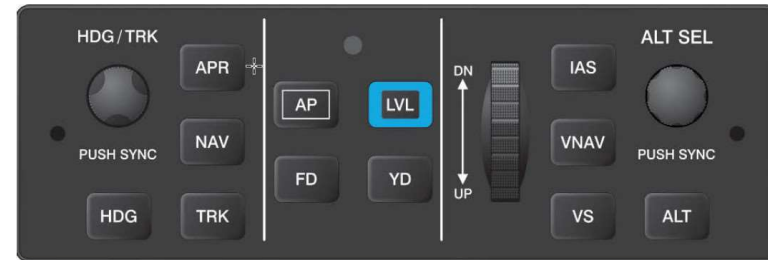 HDG/TRK
APR
PUSH SYNC
NAV
HDG
TRK
AP
LVL
FD
YD
DN
UP
ALT SEL
IAS
VNAV
PUSH SYNC
VS
ALT